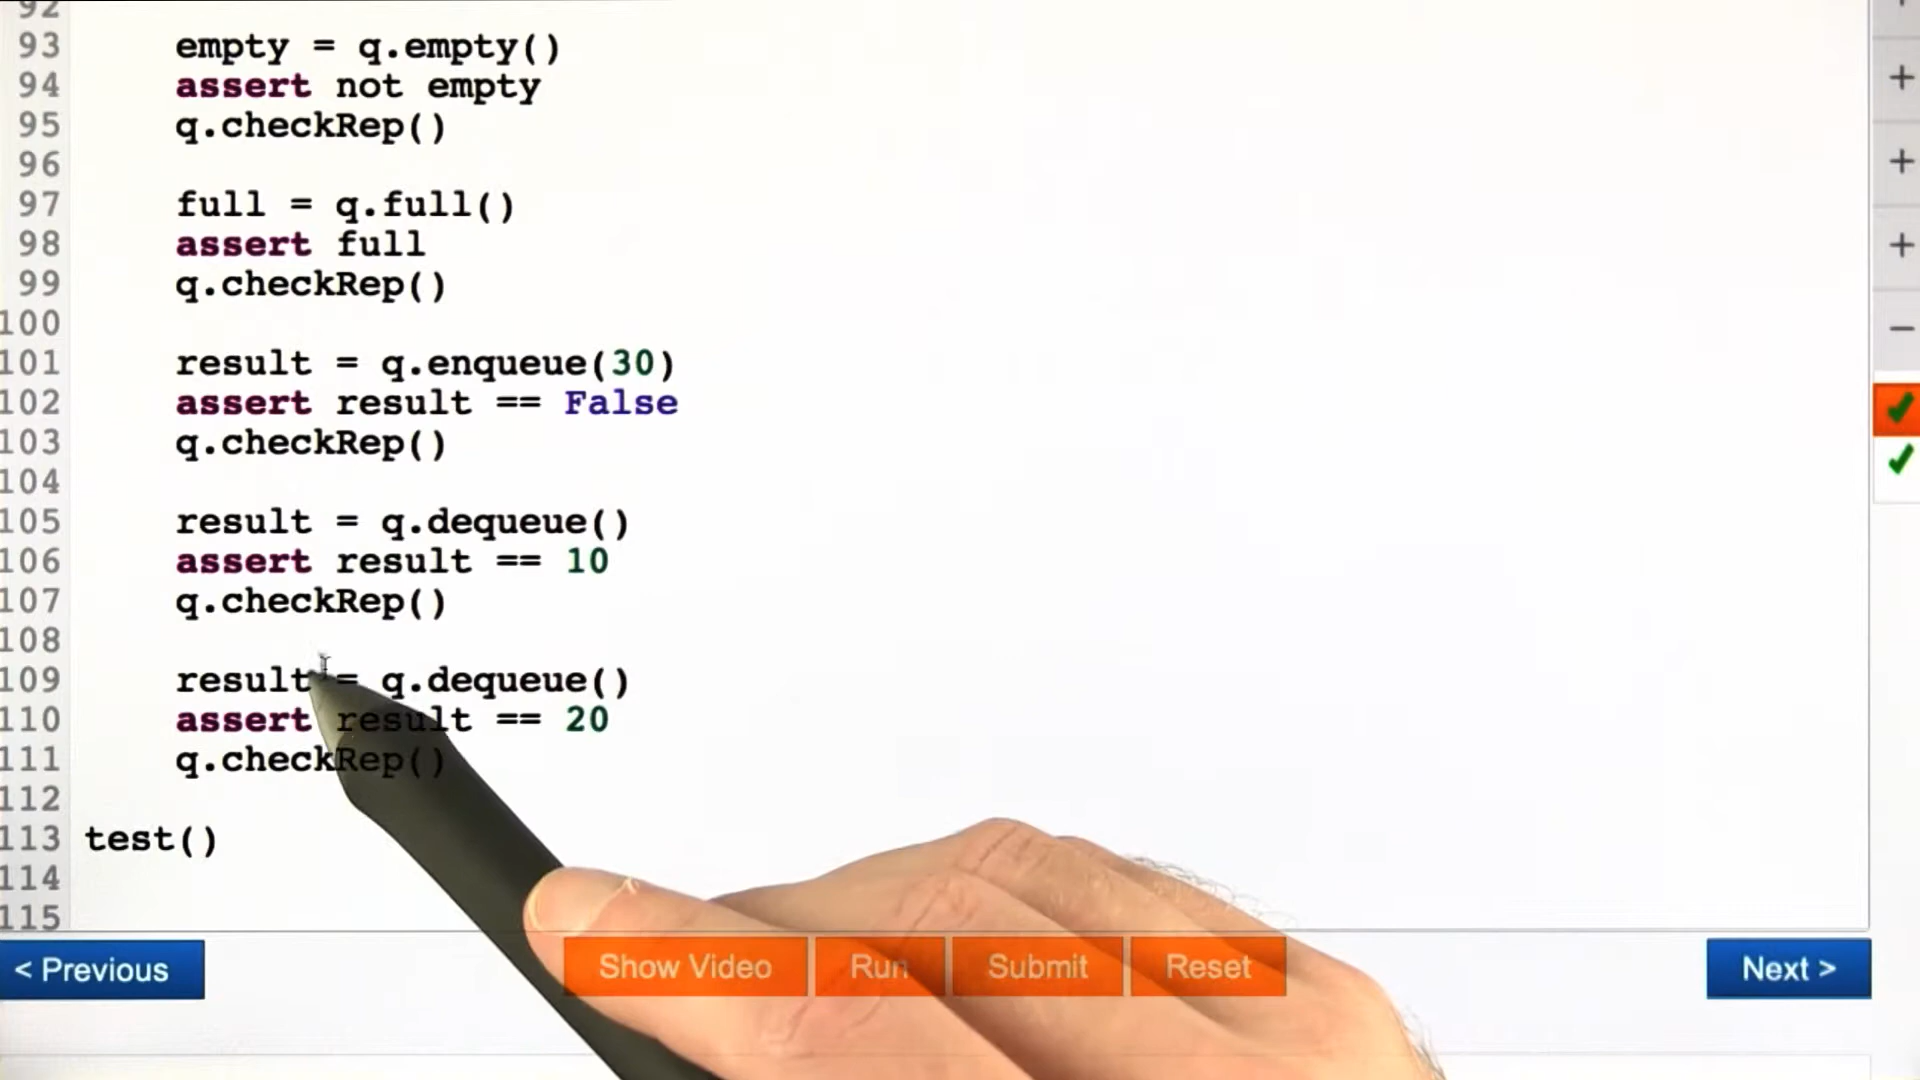 92
93 empty = q.empty()
94 assert not empty
95 q.checkRep()
96
97 full = q.full()
98 assert full
99 q.checkRep()
100
101 result = q.enqueue(30)
102 assert result == False
103 q.checkRep()
104
105 result = q.dequeue()
106 assert result == 10
107 q.checkRep()
108
109 result = q.dequeue()
110 assert result == 20
111 q.checkRep()
112
113 test()
114
115
< Previous
Show Video
Run
Submit
Reset
Next >